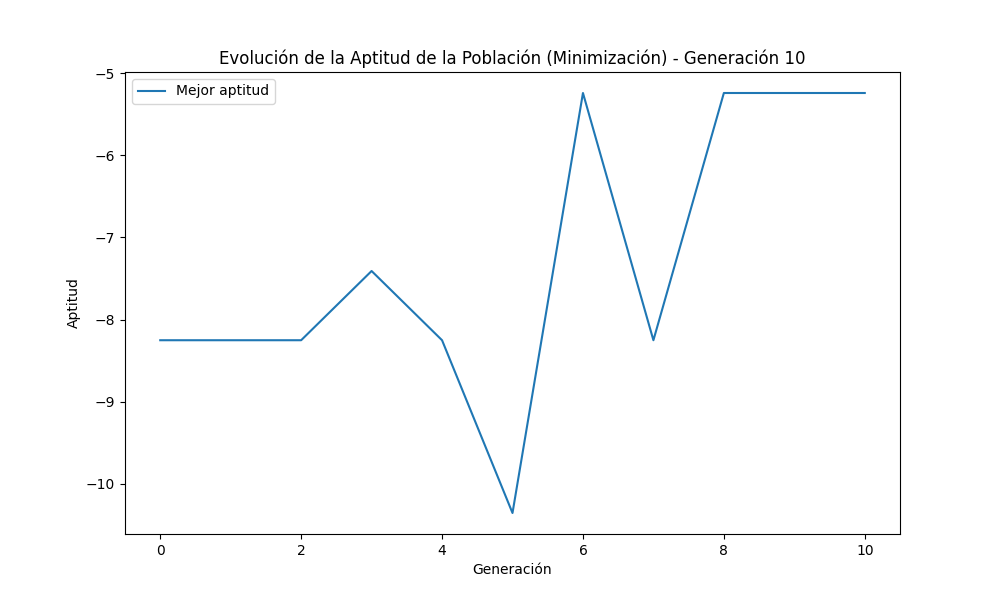 Evolución de la Aptitud de la Población (Minimización) - Generación 10
Mejor aptitud
Aptitud
−5
−6
−7
−8
−9
−10
0 2 4 6 8 10
Generación